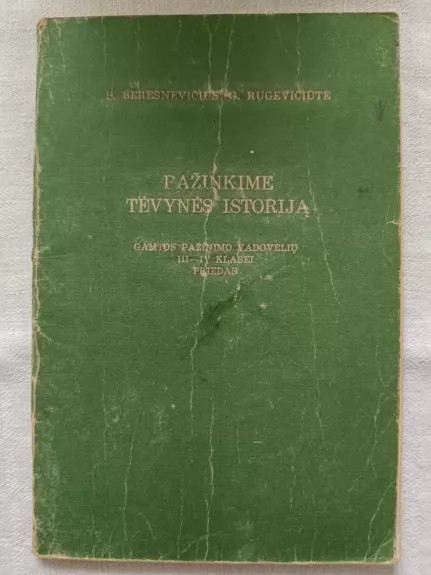 P. BERESNEVIČIUS, G. RUGEVIČIŪTĖ
PAŽINKIME
TĖVYNĖS ISTORIJĄ
GAMTOS PAŽINIMO VADOVĖLIŲ
III—IV KLASEI
PRIEDAS